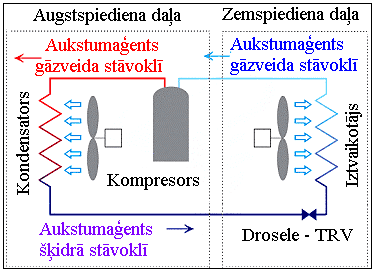 Augstspiediena daļa
Zemspiediena daļa
Aukstumaģents
gāzveida stāvoklī
Aukstumaģents
gāzveida stāvoklī
Kondensators
Kompresors
Iztvaikotājs
Aukstumaģents
šķidrā stāvoklī
Drosele - TRV